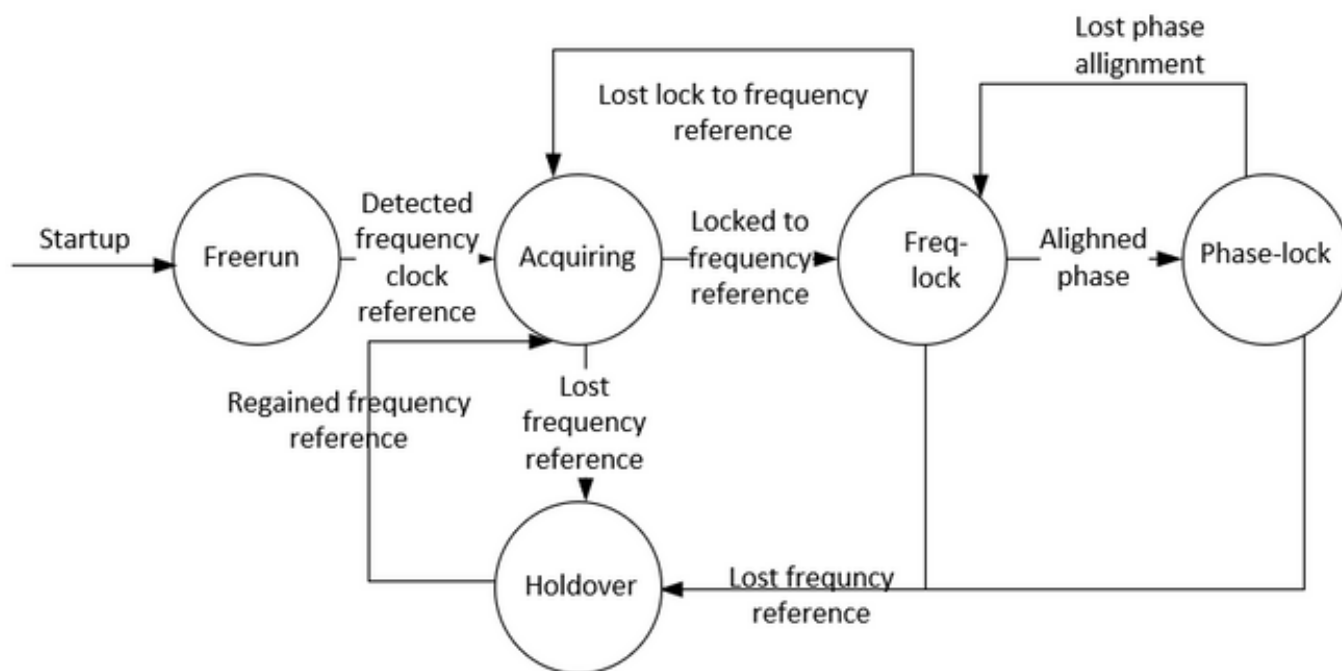 Lost phase
allignment
Lost lock to frequency
reference
Startup
Freerun
Detected
frequency
clock
reference
Acquiring
Locked to
frequency
reference
Freq-
lock
Alighned
phase
Phase-lock
Regained frequency
reference
Lost
frequency
reference
Holdover
Lost frequncy
reference